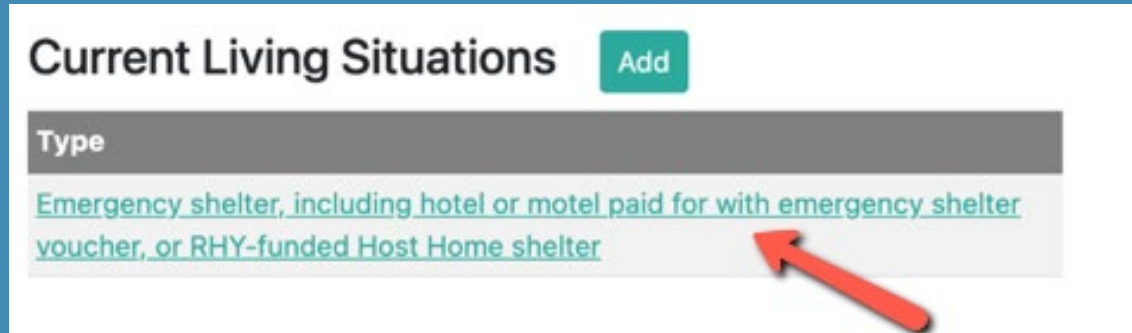 Current Living Situations Add
Type
Emergency shelter, including hotel or motel paid for with emergency shelter
voucher, or RHY-funded Host Home shelter